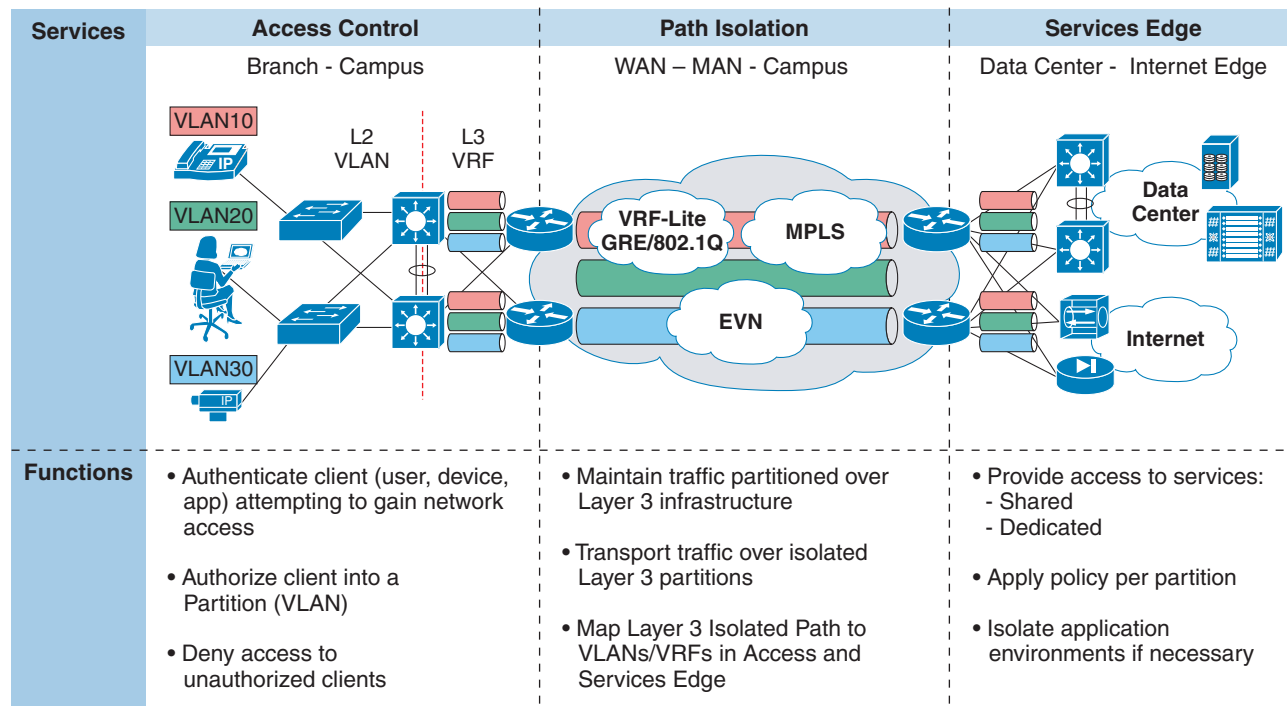 Services
Access Control
Path Isolation
Services Edge
Branch - Campus
WAN – MAN - Campus
Data Center - Internet Edge
VLAN10
IP
VLAN20
VLAN30
IP
L2
VLAN
L3
VRF
VRF-Lite
GRE/802.1Q
MPLS
EVN
Data
Center
Internet
Functions
• Authenticate client (user, device,
app) attempting to gain network
access
• Authorize client into a
Partition (VLAN)
• Deny access to
unauthorized clients
• Maintain traffic partitioned over
Layer 3 infrastructure
• Transport traffic over isolated
Layer 3 partitions
• Map Layer 3 Isolated Path to
VLANs/VRFs in Access and
Services Edge
• Provide access to services:
- Shared
- Dedicated
• Apply policy per partition
• Isolate application
environments if necessary